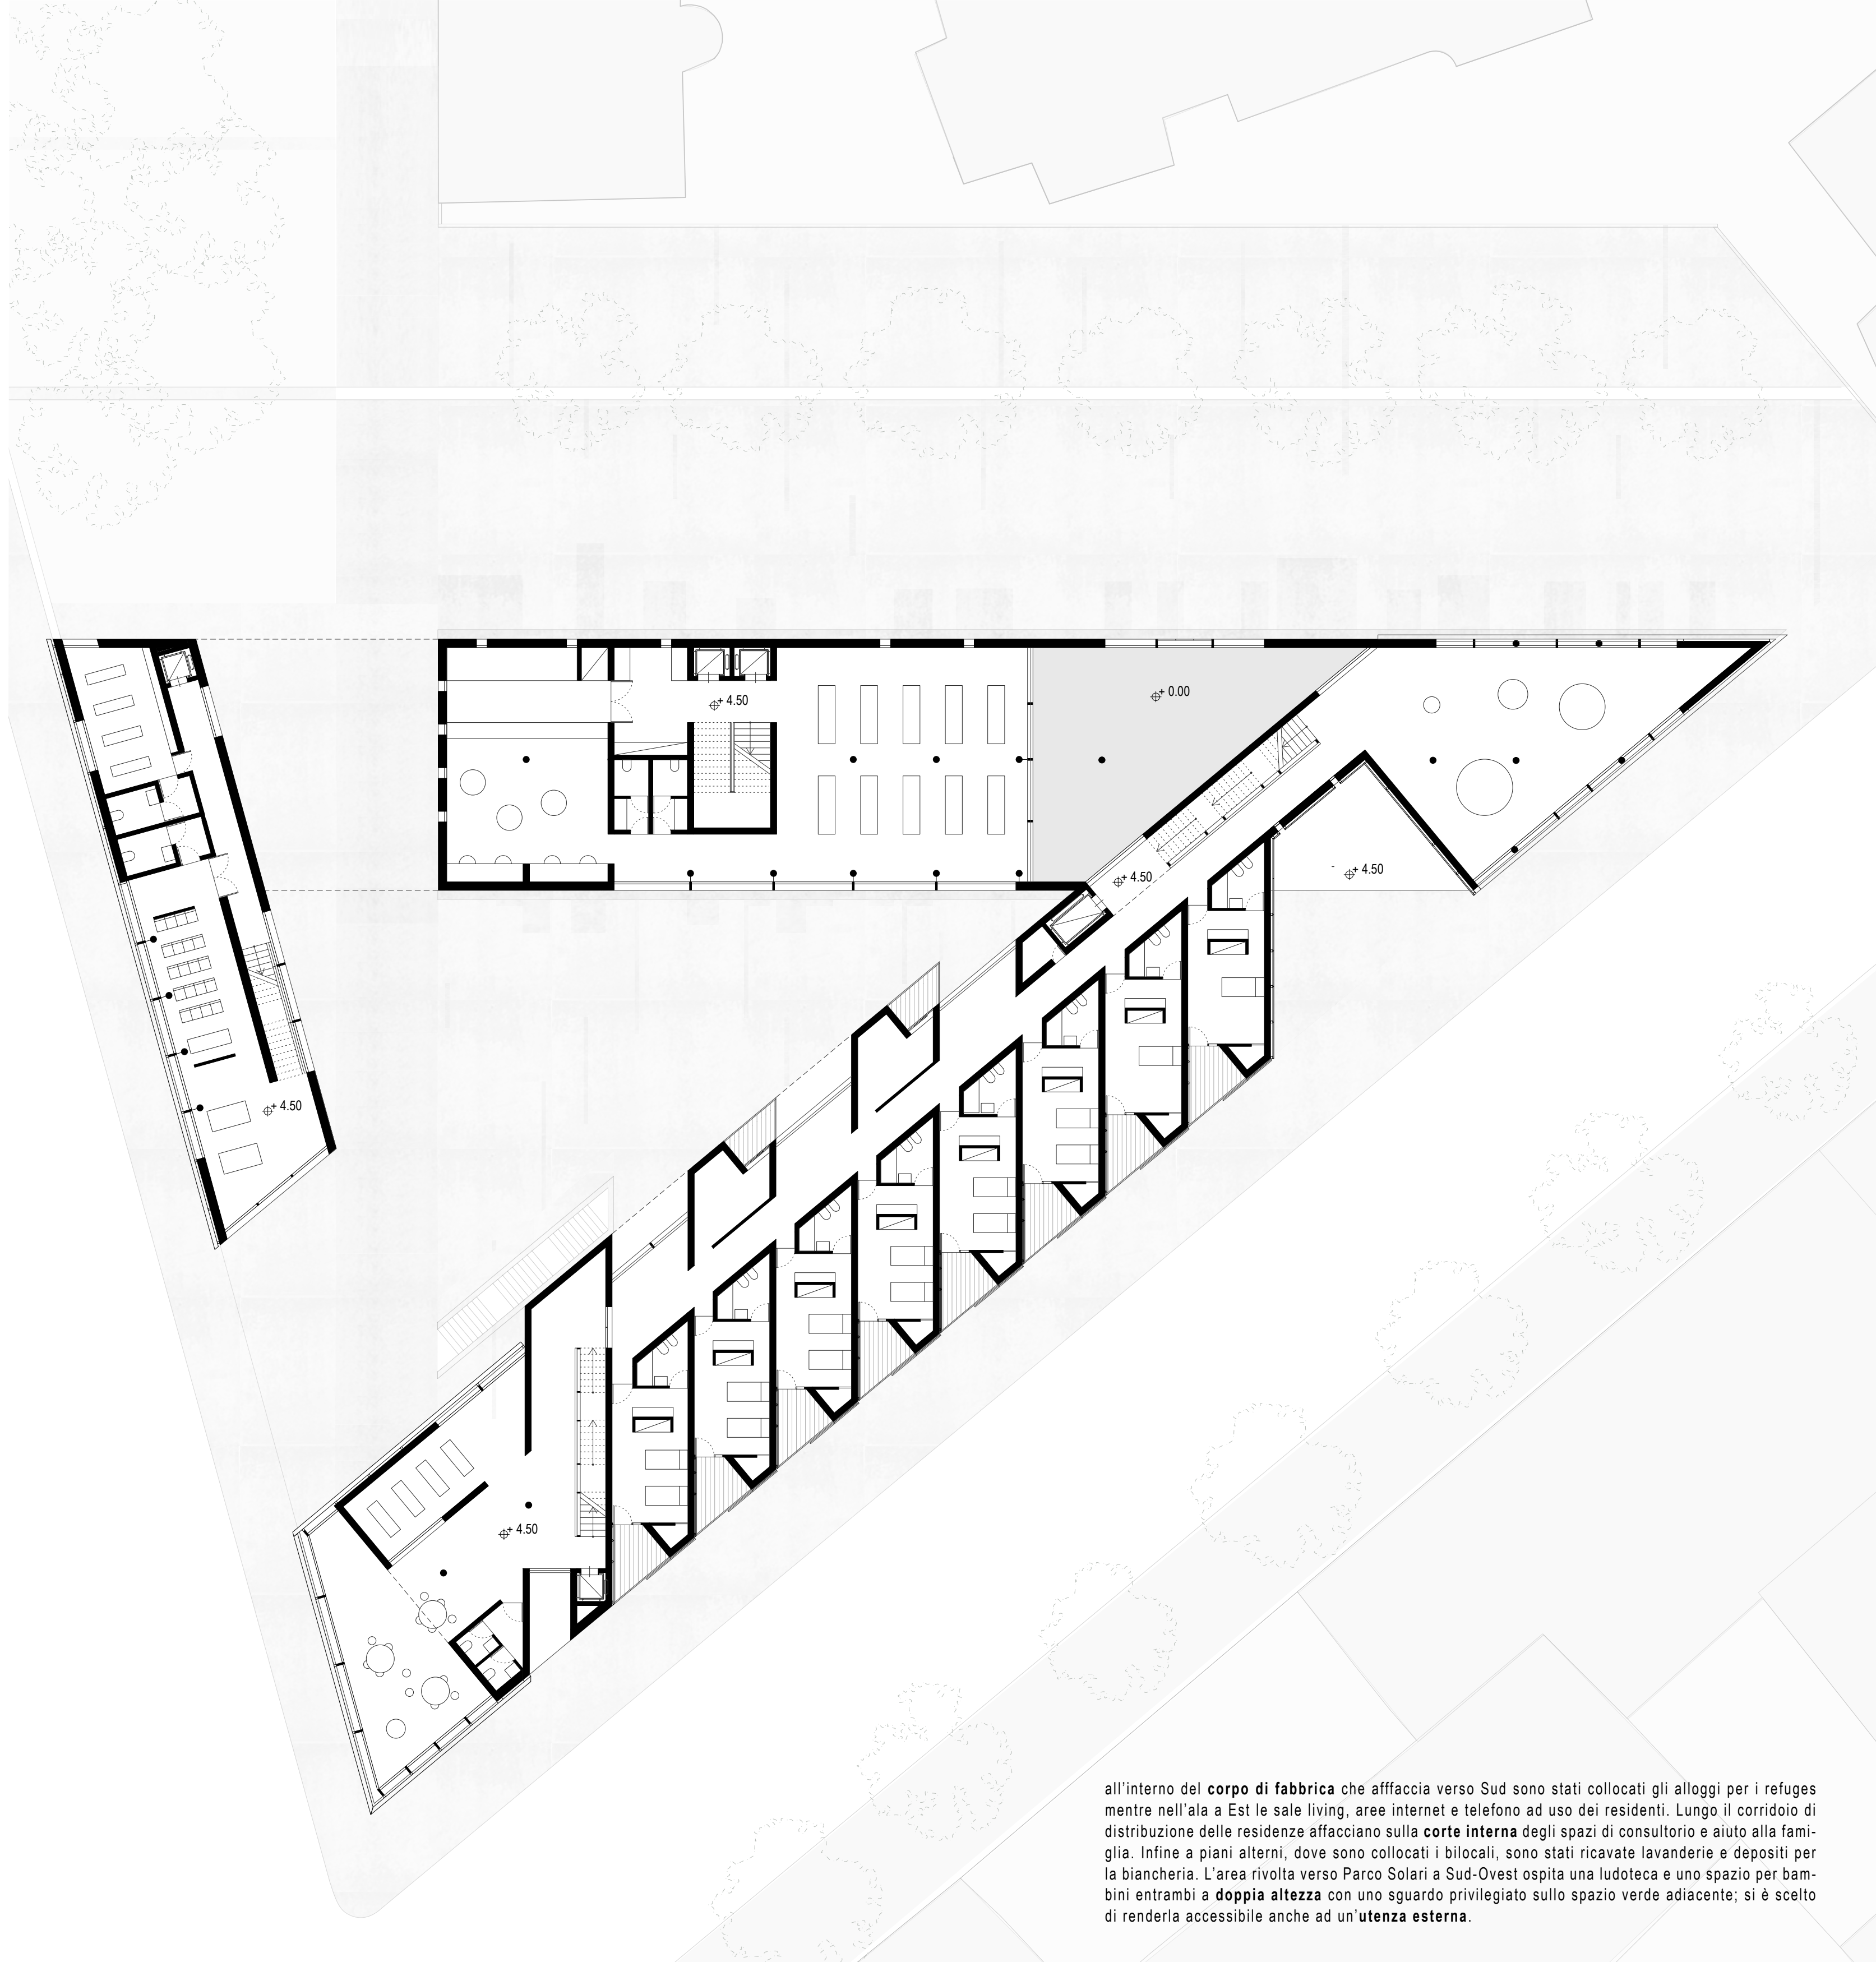 + 4.50
+ 0.00
+ 4.50
+ 4.50
+ 4.50
+ 4.50
all’interno del corpo di fabbrica che afffaccia verso Sud sono stati collocati gli alloggi per i refuges
mentre nell’ala a Est le sale living, aree internet e telefono ad uso dei residenti. Lungo il corridoio di
distribuzione delle residenze affacciano sulla corte interna degli spazi di consultorio e aiuto alla fami-
glia. Infine a piani alterni, dove sono collocati i bilocali, sono stati ricavate lavanderie e depositi per
la biancheria. L’area rivolta verso Parco Solari a Sud-Ovest ospita una ludoteca e uno spazio per bam-
bini entrambi a doppia altezza con uno sguardo privilegiato sullo spazio verde adiacente; si è scelto
di renderla accessibile anche ad un’utenza esterna.